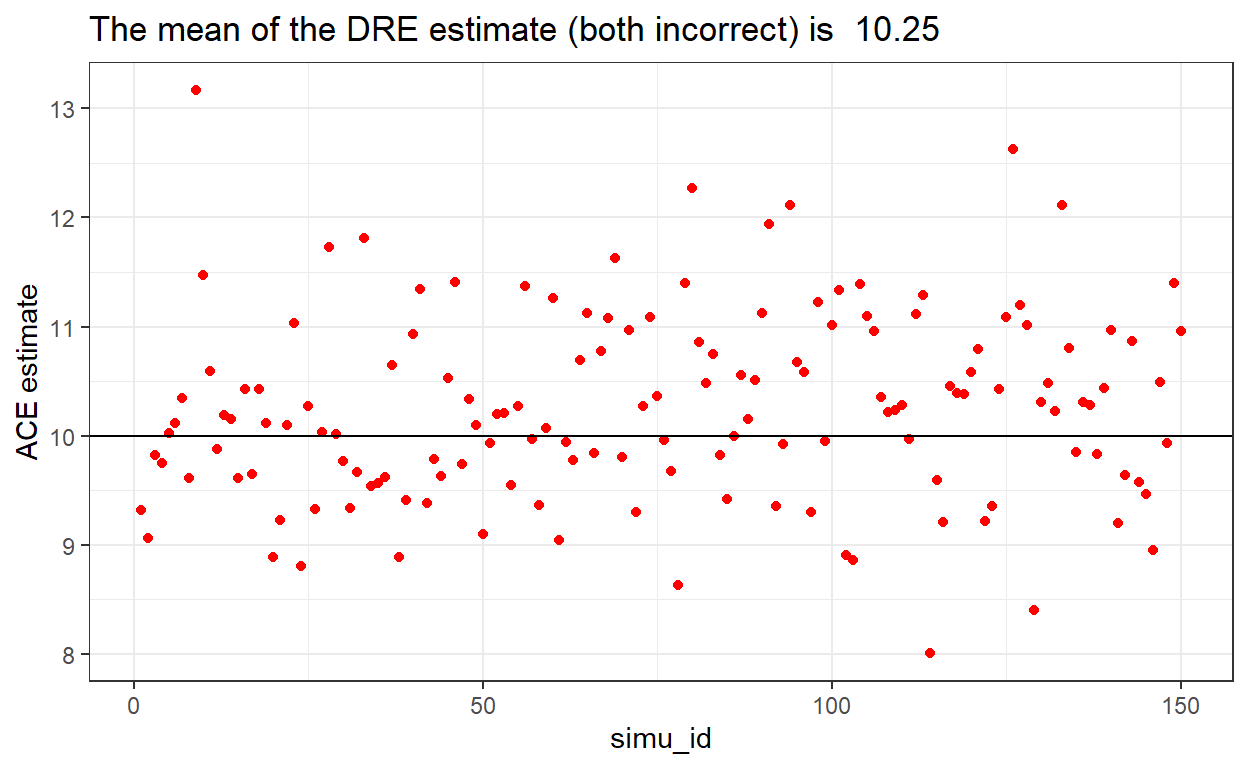 The mean of the DRE estimate (both incorrect) is  10.25
13
12
11
10
9
8
ACE estimate
0 50 100 150
simu_id